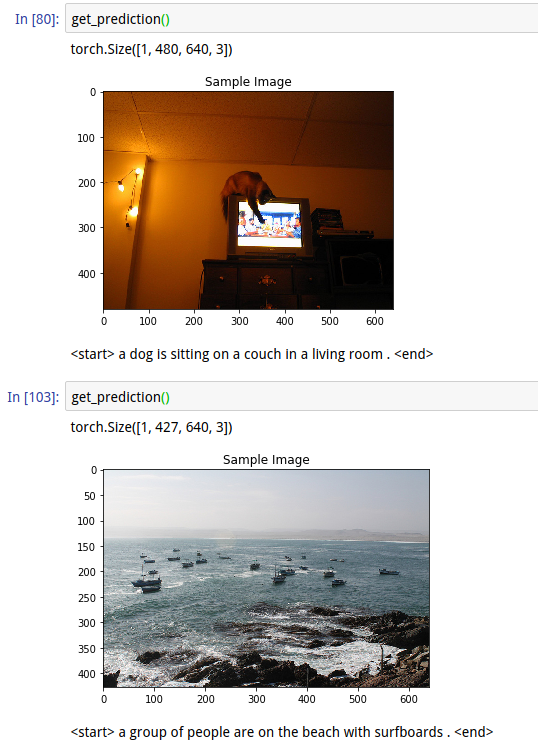 In [80]: get_prediction()
torch.Size([1, 480, 640, 3])
Sample Image
0
100
200
300
400
0 100 200 300 400 500 600
<start> a dog is sitting on a couch in a living room . <end>
In [103]: get_prediction()
torch.Size([1, 427, 640, 3])
Sample Image
0
50
100
150
200
250
300
350
400
0 100 200 300 400 500 600
<start> a group of people are on the beach with surfboards . <end>